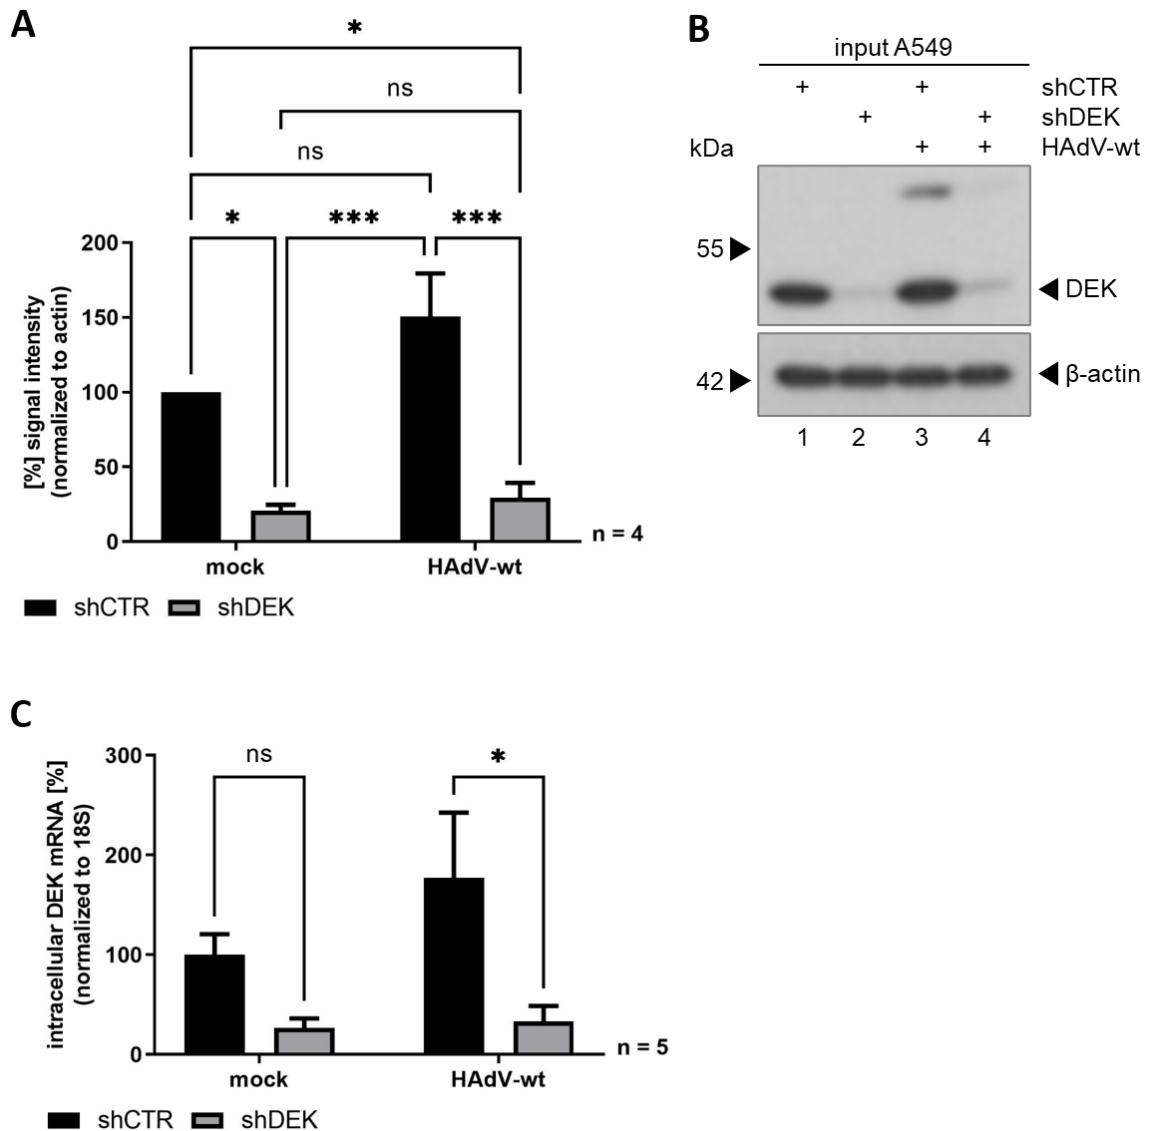 A
*
ns
ns
* *** ***
200
150
100
50
0
[%] signal intensity
(normalized to actin)
mock HAdV-wt
n = 4
shCTR shDEK
B
input A549
+ + shCTR
+ + shDEK
kDa + + HAdV-wt
55
DEK
42
β-actin
1 2 3 4
C
ns *
300
200
100
0
intracellular DEK mRNA [%]
(normalized to 18S)
mock HAdV-wt
n = 5
shCTR shDEK